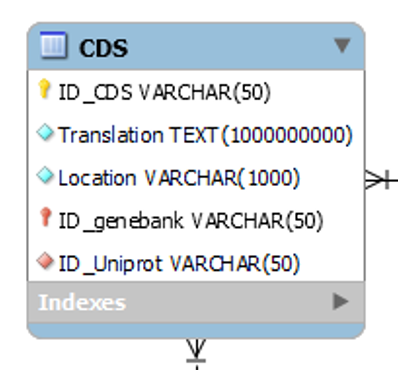 CDS
ID_CDS VARCHAR(50)
Translation TEXT(1000000000)
Location VARCHAR(1000)
ID_genebank VARCHAR(50)
ID_Uniprot VARCHAR(50)
Indexes